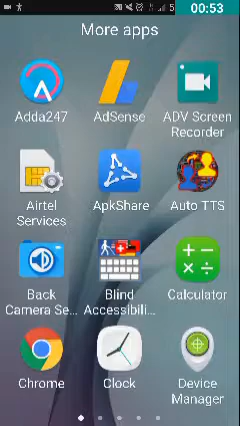 5 00:53
More apps
Adda247 AdSense ADV Screen
Recorder
Airtel ApkShare Auto TTS
Services
Back Blind Calculator
Camera Se... Accessibili...
Chrome Clock Device
Manager